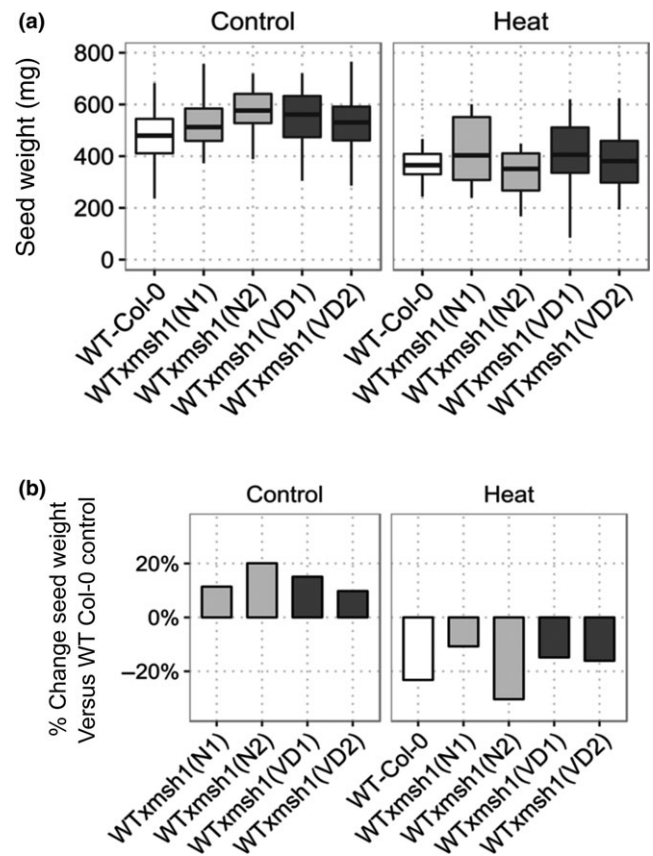 (a)
Control
Heat
Seed weight (mg)
800
600
400
200
0
WT-Col-0
WTxmsh1(N1)
WTxmsh1(N2)
WTxmsh1(VD1)
WTxmsh1(VD2)
WT-Col-0
WTxmsh1(N1)
WTxmsh1(N2)
WTxmsh1(VD1)
WTxmsh1(VD2)
(b)
Control
Heat
% Change seed weight
Versus WT Col-0 control
20%
0%
–20%
WTxmsh1(N1)
WTxmsh1(N2)
WTxmsh1(VD1)
WTxmsh1(VD2)
WT-Col-0
WTxmsh1(N1)
WTxmsh1(N2)
WTxmsh1(VD1)
WTxmsh1(VD2)